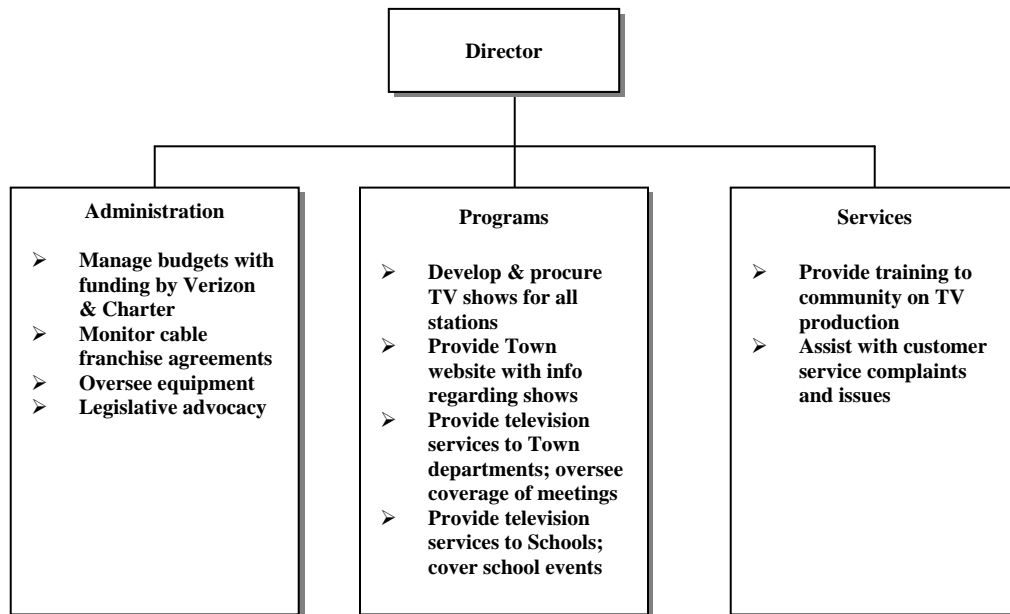 Director
Administration
➢ Manage budgets with
funding by Verizon
& Charter
➢ Monitor cable
franchise agreements
➢ Oversee equipment
➢ Legislative advocacy
Programs
➢ Develop & procure
TV shows for all
stations
➢ Provide Town
website with info
regarding shows
➢ Provide television
services to Town
departments; oversee
coverage of meetings
➢ Provide television
services to Schools;
cover school events
Services
➢ Provide training to
community on TV
production
➢ Assist with customer
service complaints
and issues